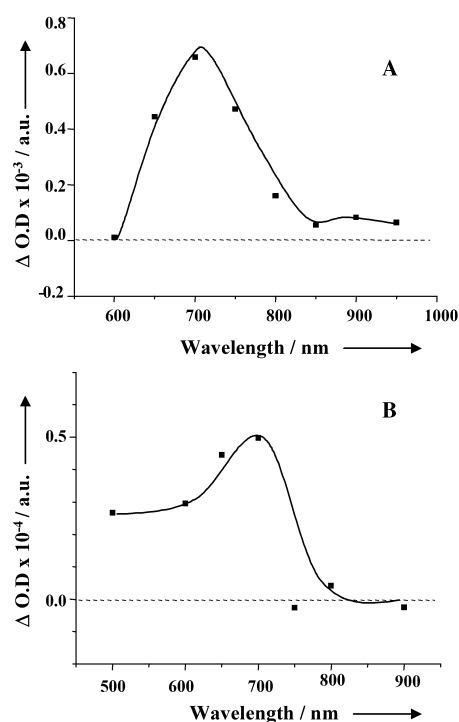 0.8
A
0.6
0.4
0.2
0.0
-0.2
Δ O.D x 10-3 / a.u.
600 700 800 900 1000
Wavelength / nm
B
0.5
0.0
Δ O.D x 10-4 / a.u.
500 600 700 800 900
Wavelength / nm